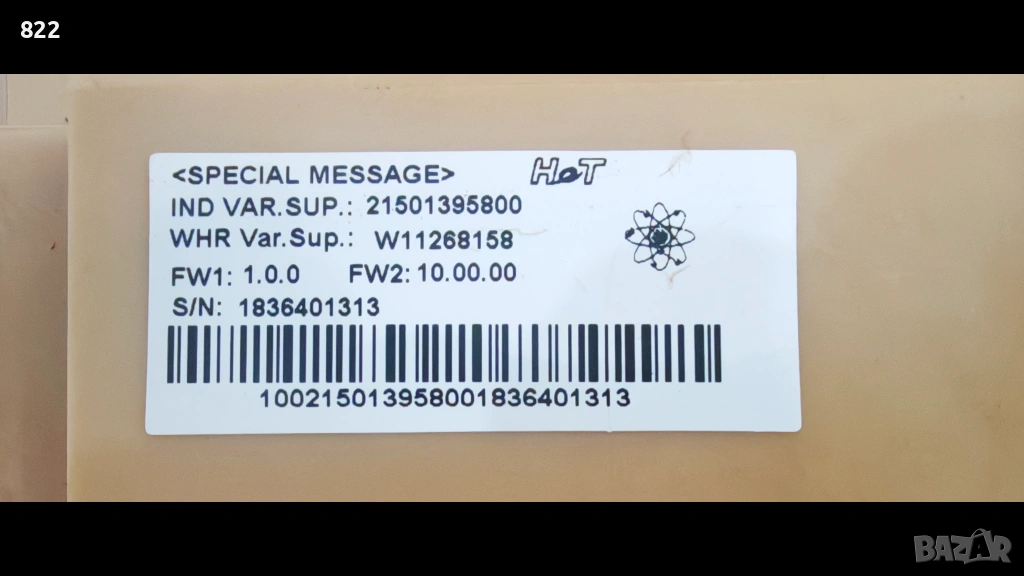 822
<SPECIAL MESSAGE> HOT
IND VAR.SUP.: 21501395800
WHR Var.Sup.: W11268158
FW1: 1.0.0 FW2: 10.00.00
S/N: 1836401313
100215013958001836401313
BAZAR